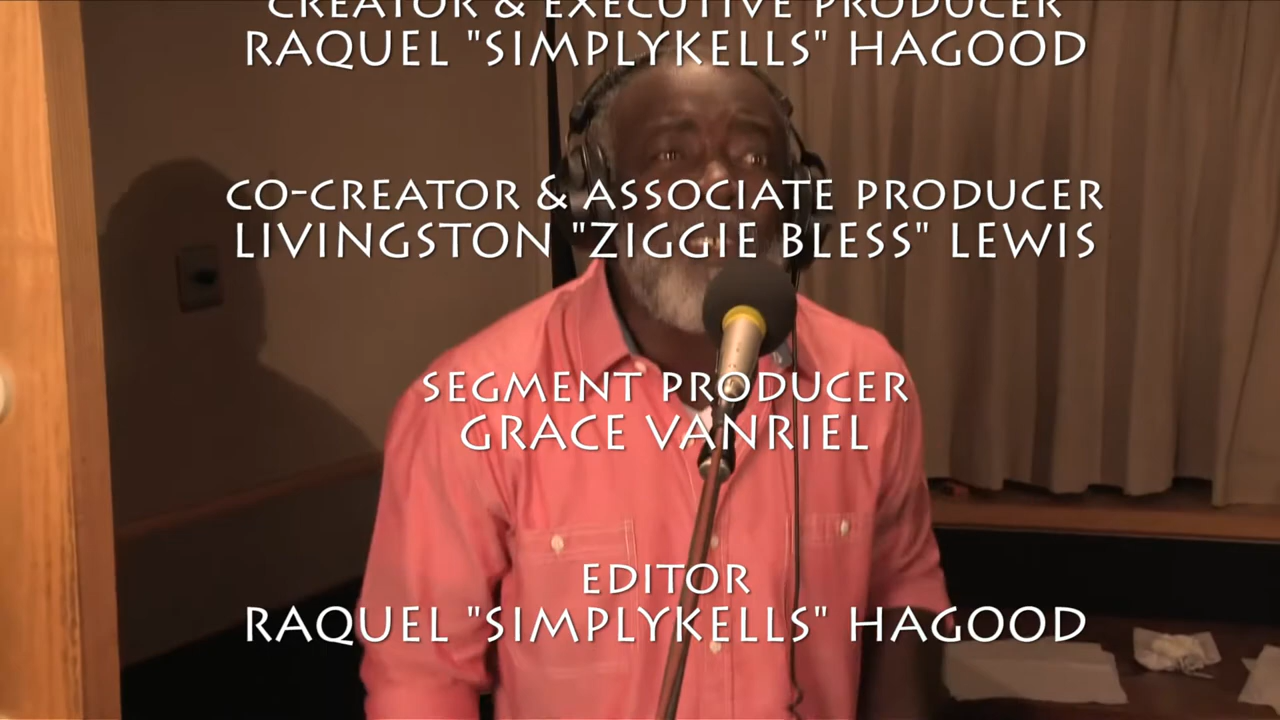 CREATOR & EXECUTIVE PRODUCER
RAQUEL "SIMPLYKELLS" HAGOOD
CO-CREATOR & ASSOCIATE PRODUCER
LIVINGSTON "ZIGGIE BLESS" LEWIS
SEGMENT PRODUCER
GRACE VANRIEL
EDITOR
RAQUEL "SIMPLYKELLS" HAGOOD